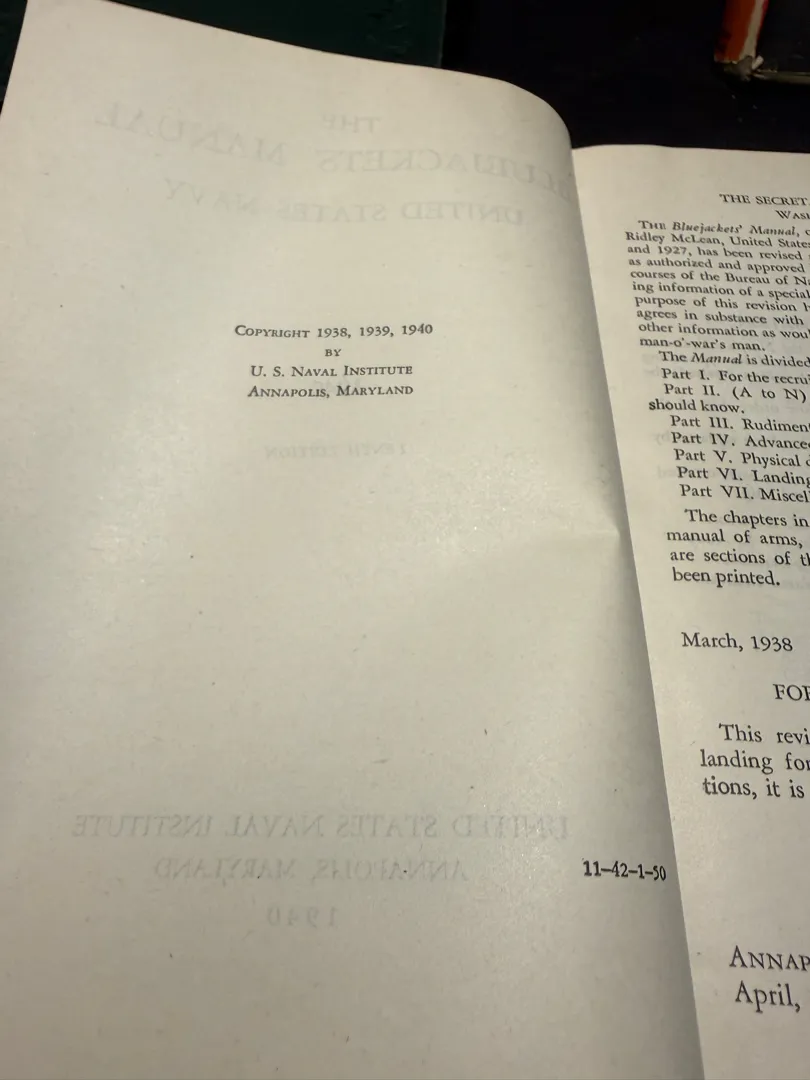 COPYRIGHT 1938, 1939, 1940
BY
U. S. NAVAL INSTITUTE
ANNAPOLIS, MARYLAND
11–42–1–50
THE SECRET
THE Bluejackets' Manual,
Ridley McLean, United States
and 1927, has been revised
as authorized and approved
courses of the Bureau of
ing information of a special
purpose of this revision
agrees in substance with
other information as
man-o'-war's man.
The Manual is divided
Part I. For the
Part II. (A to N)
should know.
Part III.
Part IV.
Part V. Physical
Part VI. Landing
Part VII.
The chapters in
manual of arms,
are sections of
been printed.
March, 1938
This
landing
tions, it is
April,